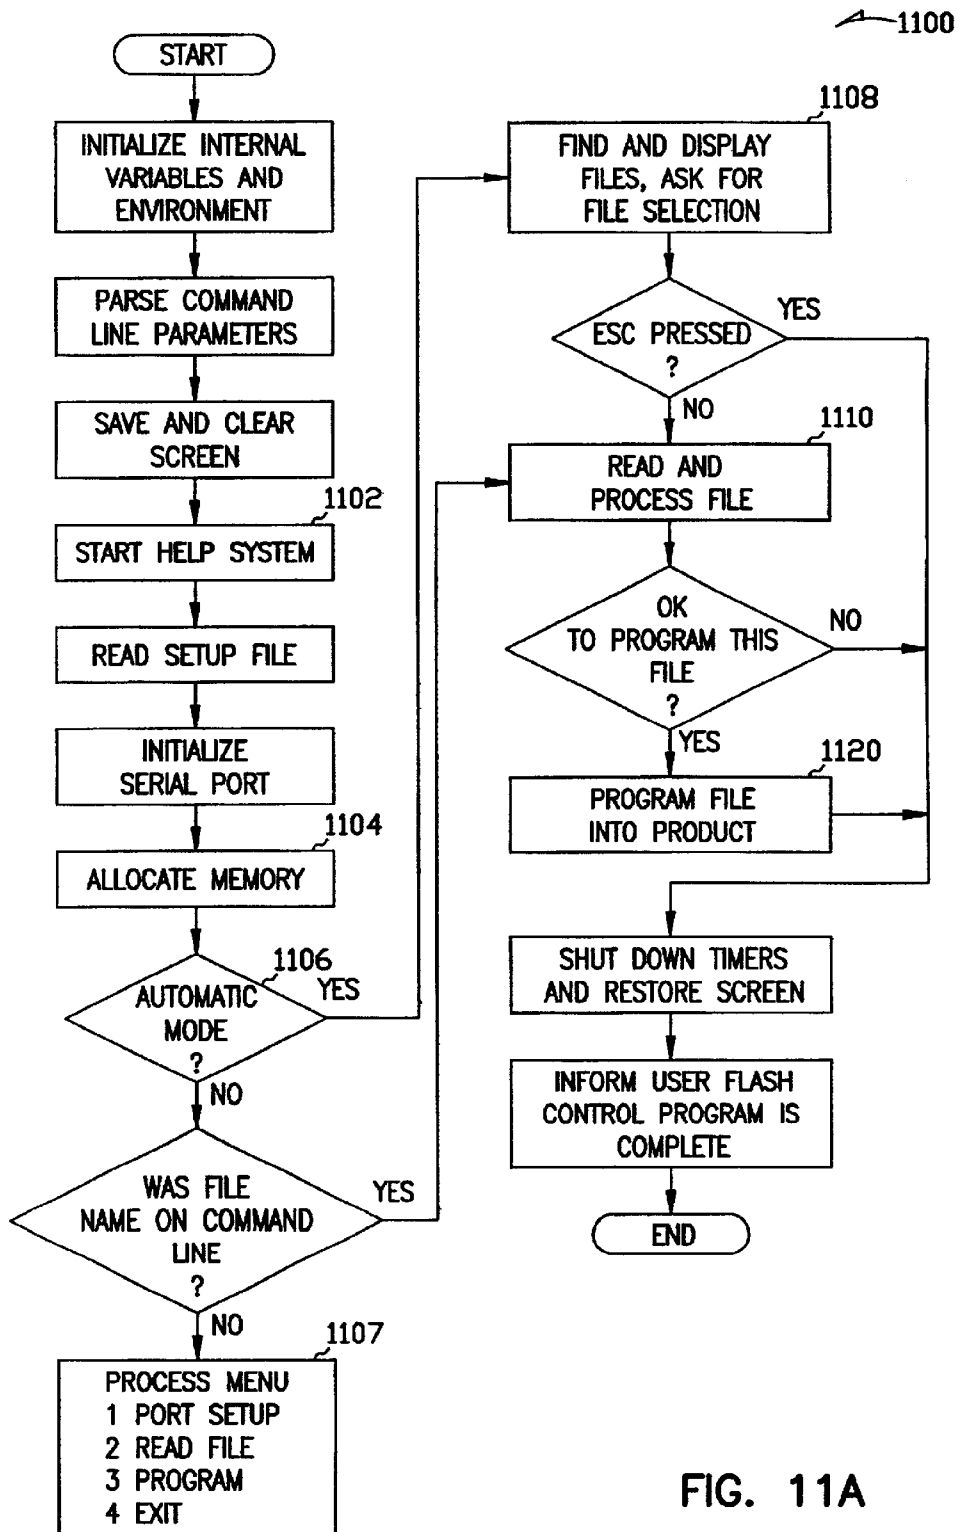 1100
START
INITIALIZE INTERNAL
VARIABLES AND
ENVIRONMENT
PARSE COMMAND
LINE PARAMETERS
SAVE AND CLEAR
SCREEN
1102
START HELP SYSTEM
READ SETUP FILE
INITIALIZE
SERIAL PORT
1104
ALLOCATE MEMORY
1106
AUTOMATIC
MODE
?
YES
NO
WAS FILE
NAME ON COMMAND
LINE
?
YES
NO
1107
PROCESS MENU
1 PORT SETUP
2 READ FILE
3 PROGRAM
4 EXIT
1108
FIND AND DISPLAY
FILES, ASK FOR
FILE SELECTION
ESC PRESSED
?
YES
NO
1110
READ AND
PROCESS FILE
OK
TO PROGRAM THIS
FILE
?
NO
YES
1120
PROGRAM FILE
INTO PRODUCT
SHUT DOWN TIMERS
AND RESTORE SCREEN
INFORM USER FLASH
CONTROL PROGRAM IS
COMPLETE
END
FIG. 11A